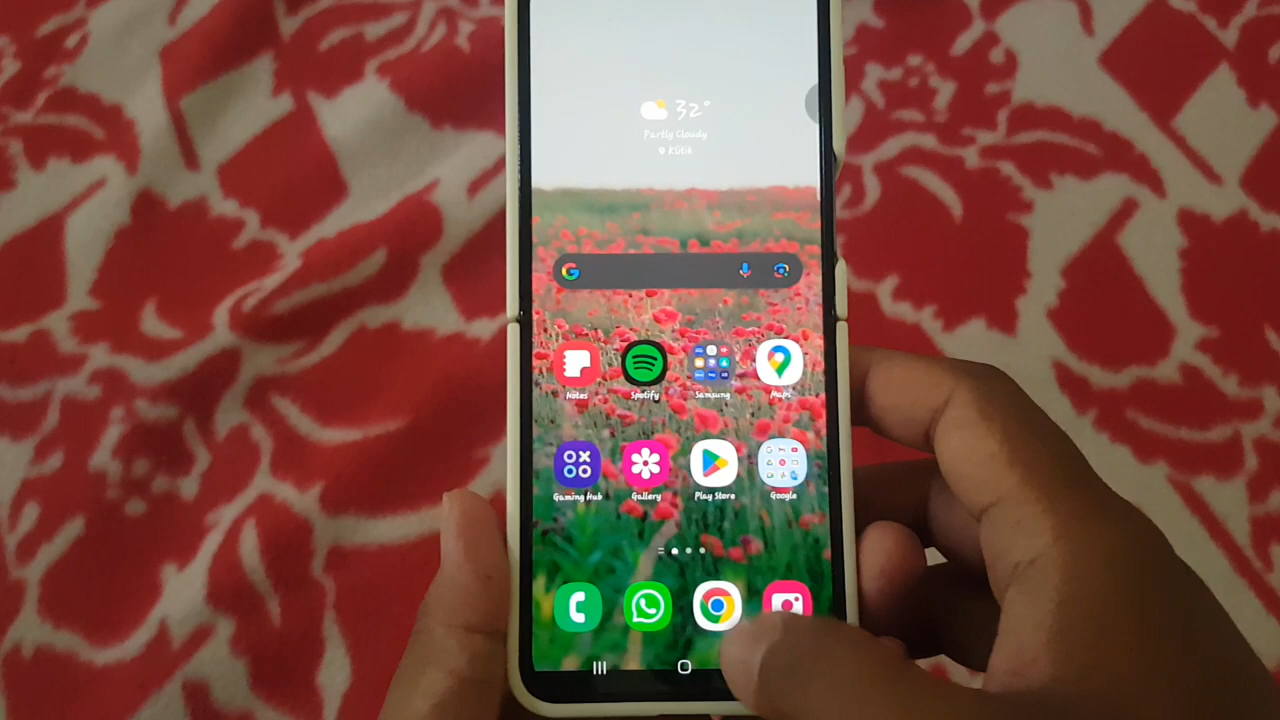 32°
Partly Cloudy
Klitik
Notes Spotify Samsung Maps
Gaming Hub Gallery Play Store Google